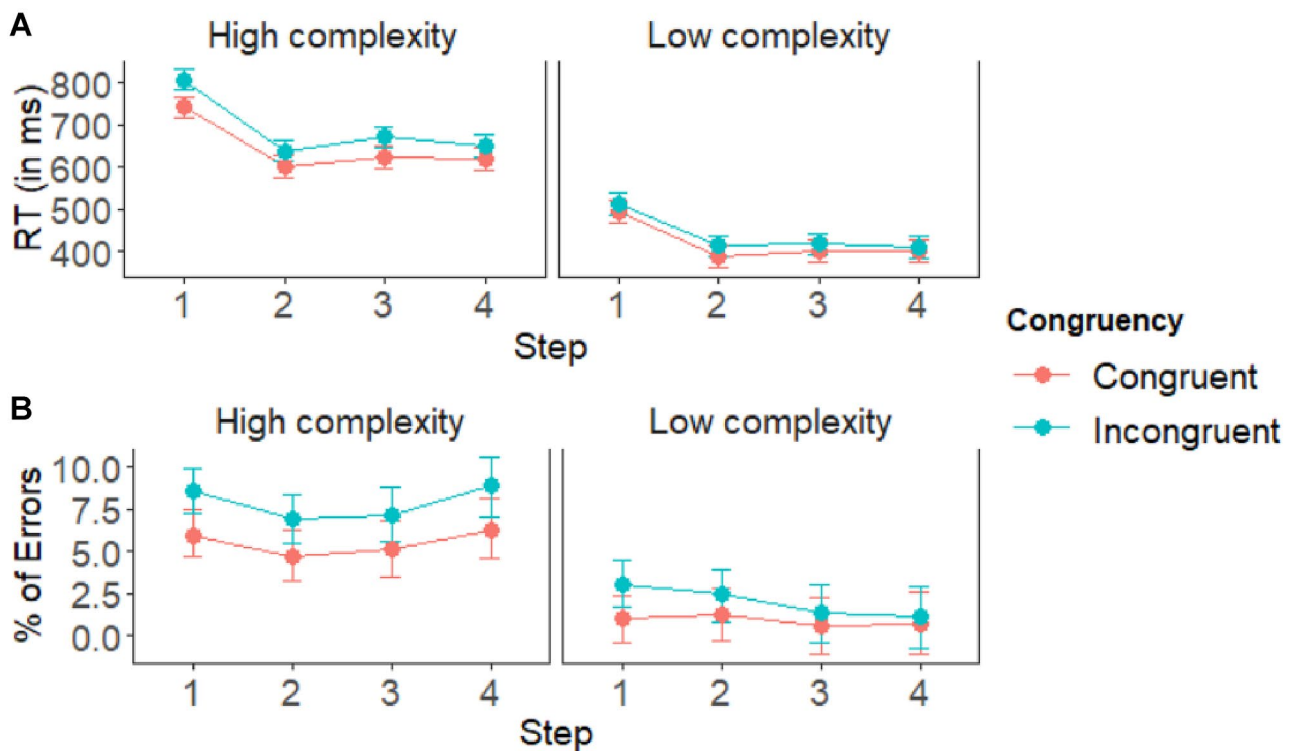 A
High complexity
Low complexity
RT (in ms)
800
700
600
500
400
1 2 3 4
1 2 3 4
Step
Congruency
Congruent
Incongruent
B
High complexity
Low complexity
% of Errors
10.0
7.5
5.0
2.5
0.0
1 2 3 4
1 2 3 4
Step